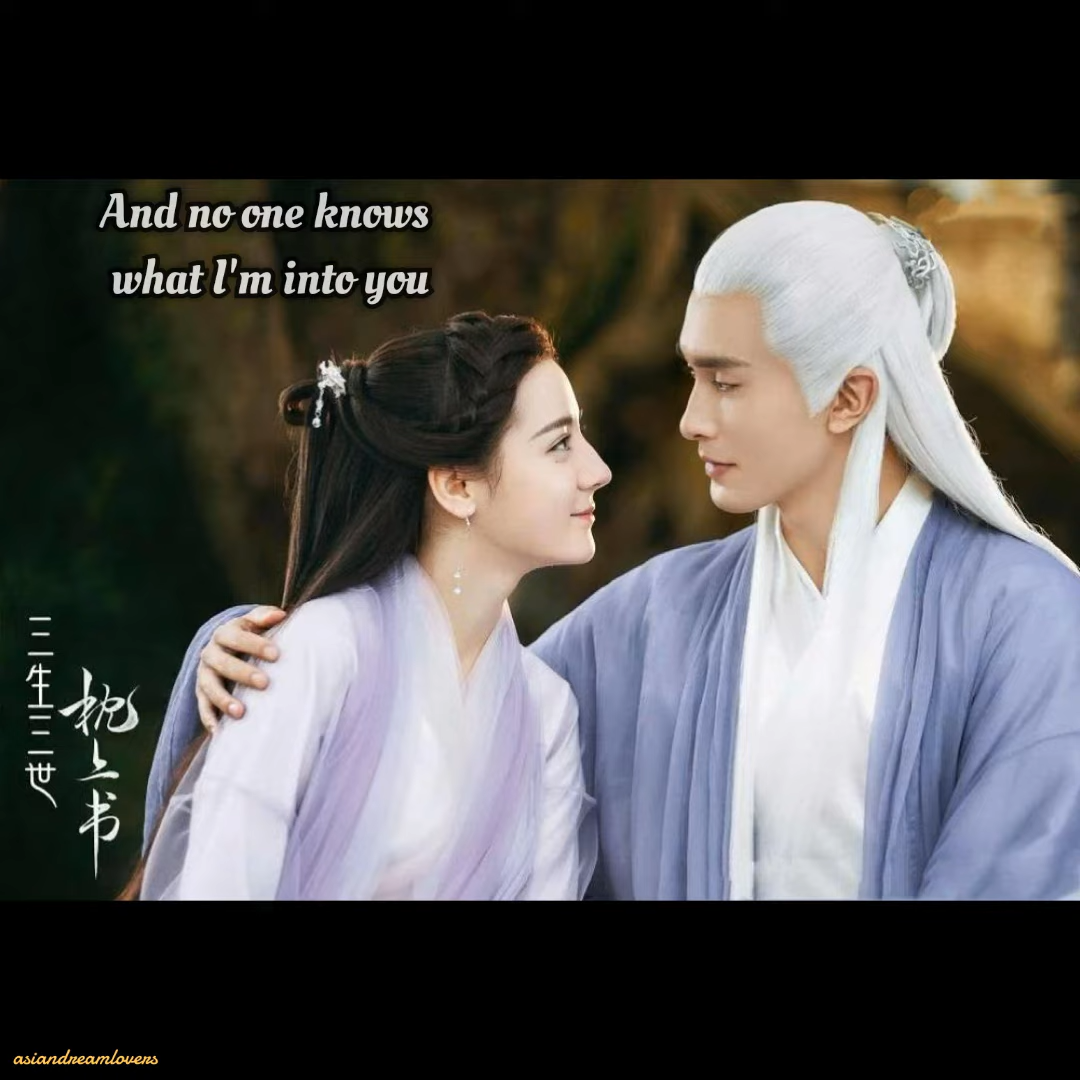 And no one knows
what I'm into you
三生三世
枕上书
asiandreamlovers